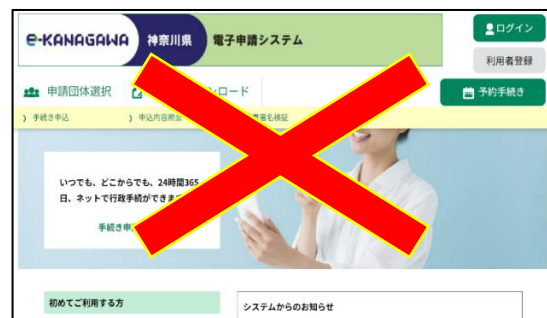 e-KANAGAWA 神奈川県 電子申請システム
ログイン
利用者登録
申請団体選択
ンロード
予約手続き
手続き申込
申込内容照会
署名検証
いつでも、どこからでも、24時間365
日、ネットで行政手続ができま
手続き申
初めてご利用する方
システムからのお知らせ